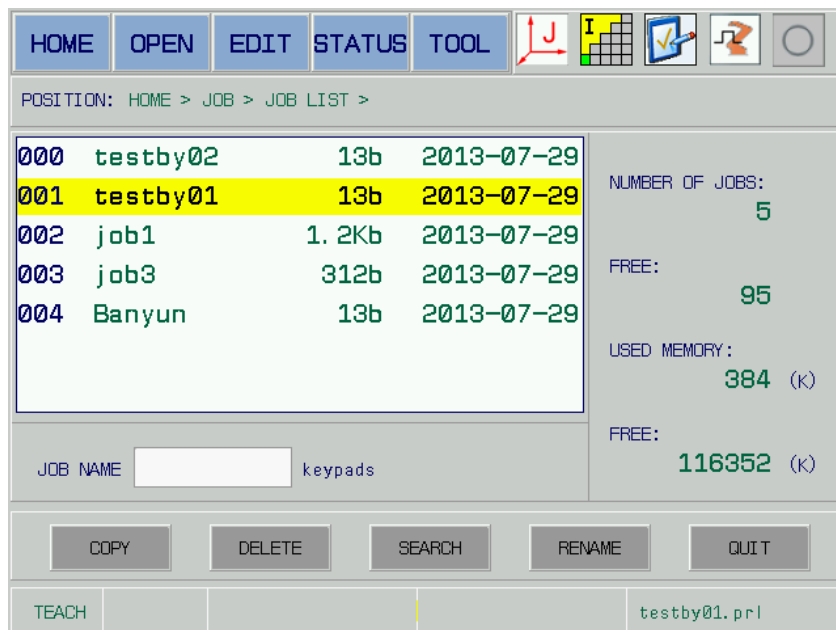 HOME OPEN EDIT STATUS TOOL J I
POSITION: HOME > JOB > JOB LIST >
000 testby02 13b 2013-07-29
001 testby01 13b 2013-07-29
002 job1 1.2Kb 2013-07-29
003 job3 312b 2013-07-29
004 Banyun 13b 2013-07-29
NUMBER OF JOBS:
5
FREE:
95
USED MEMORY:
384 (K)
FREE:
116352 (K)
JOB NAME keypads
COPY DELETE SEARCH RENAME QUIT
TEACH testby01.prl